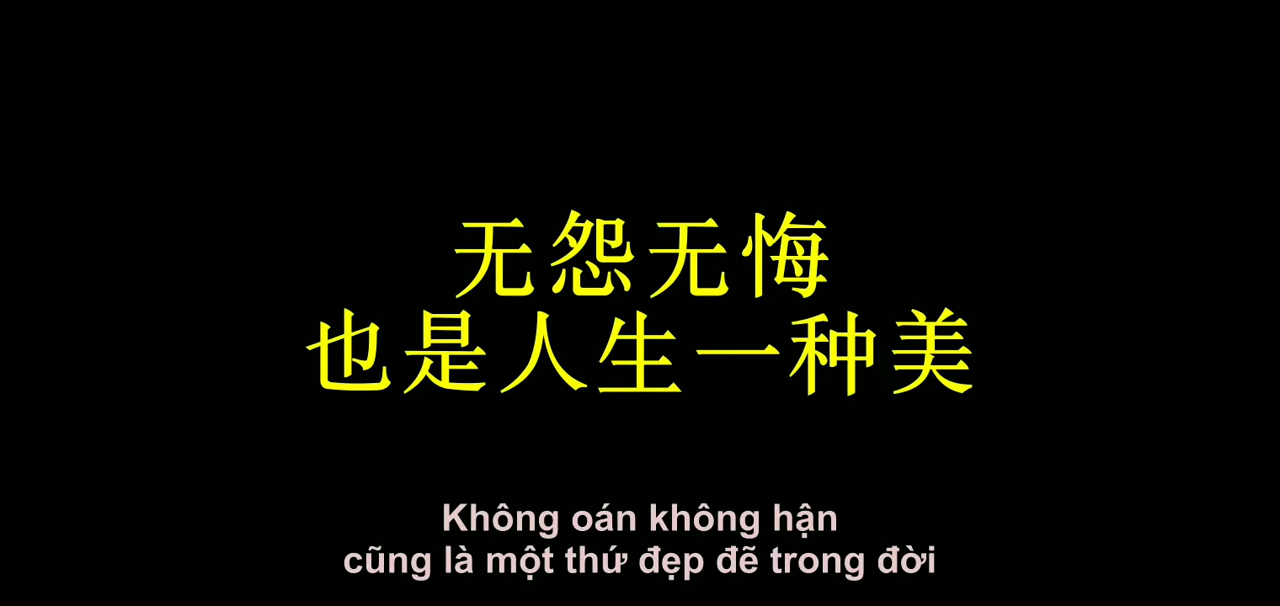 无怨无悔
也是人生一种美
Không oán không hận
cũng là một thứ đẹp đẽ trong đời